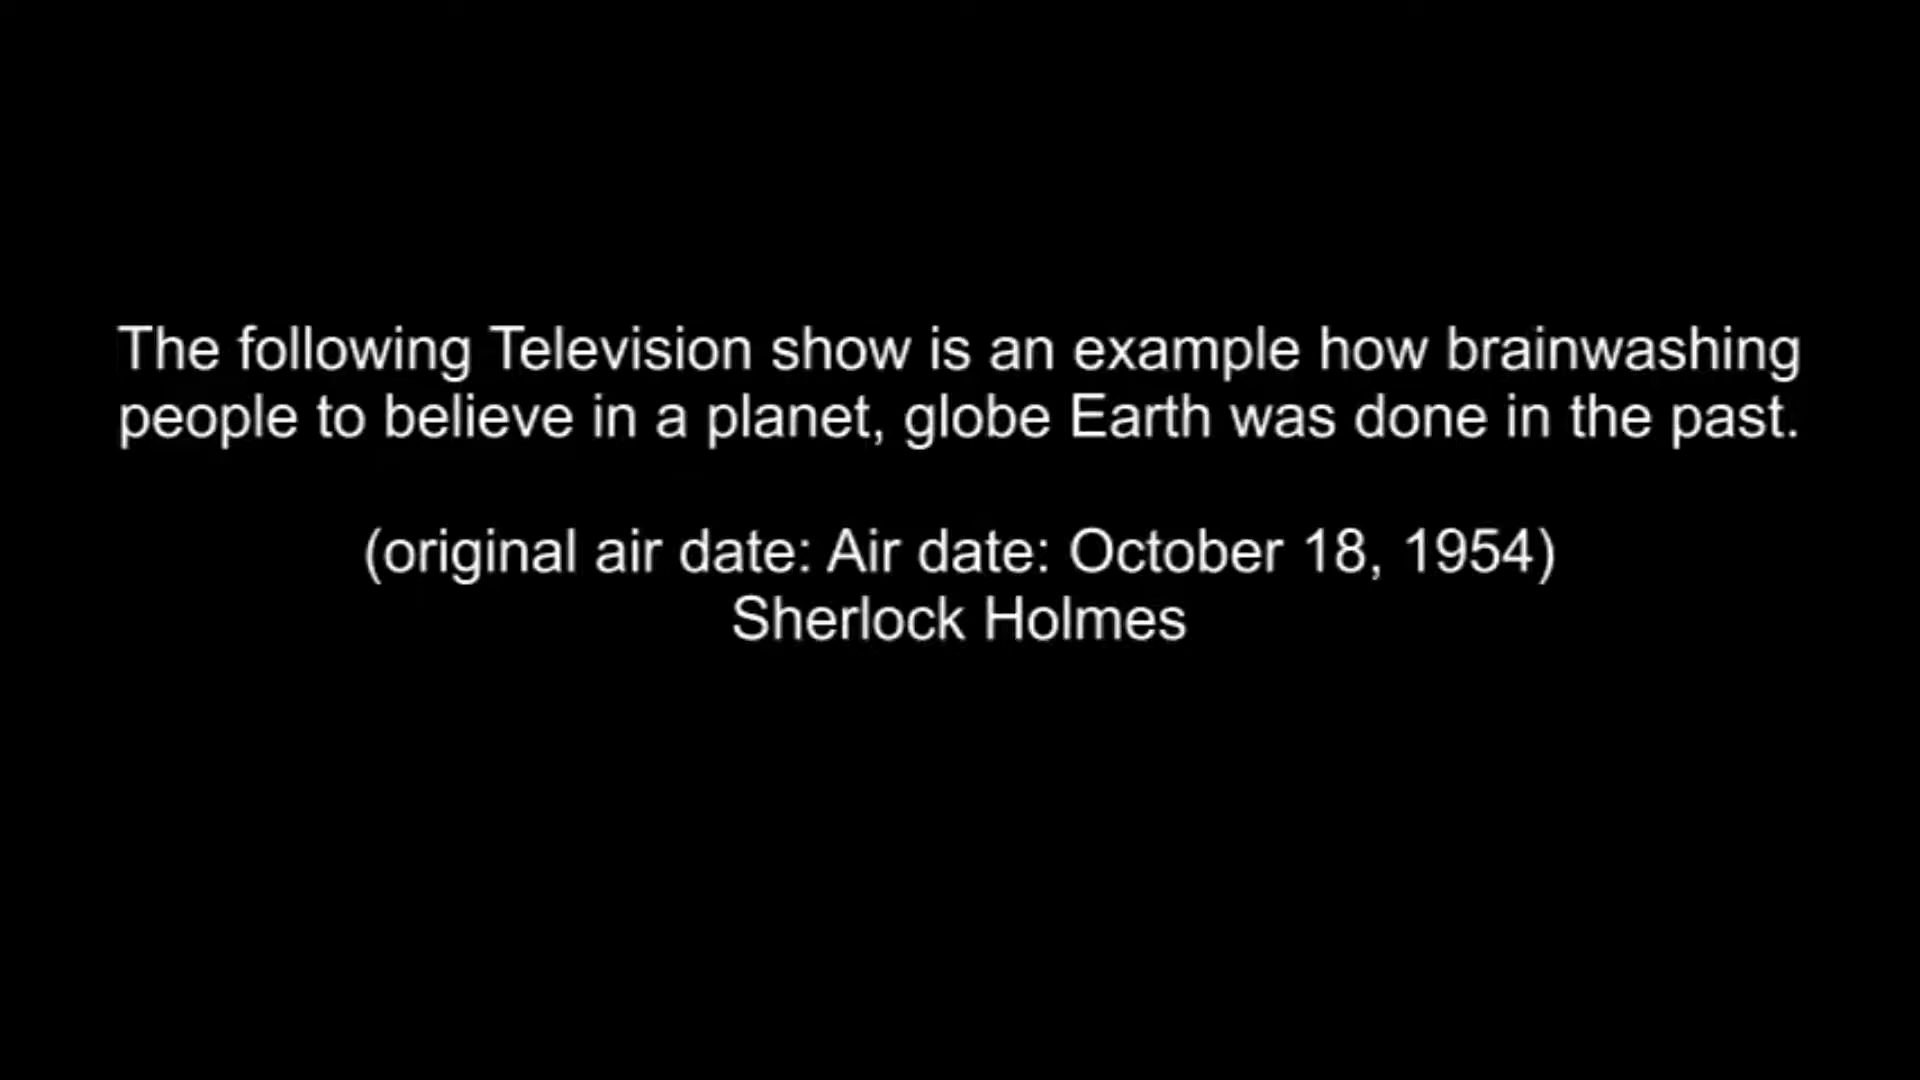 The following Television show is an example how brainwashing
people to believe in a planet, globe Earth was done in the past.
(original air date: Air date: October 18, 1954)
Sherlock Holmes